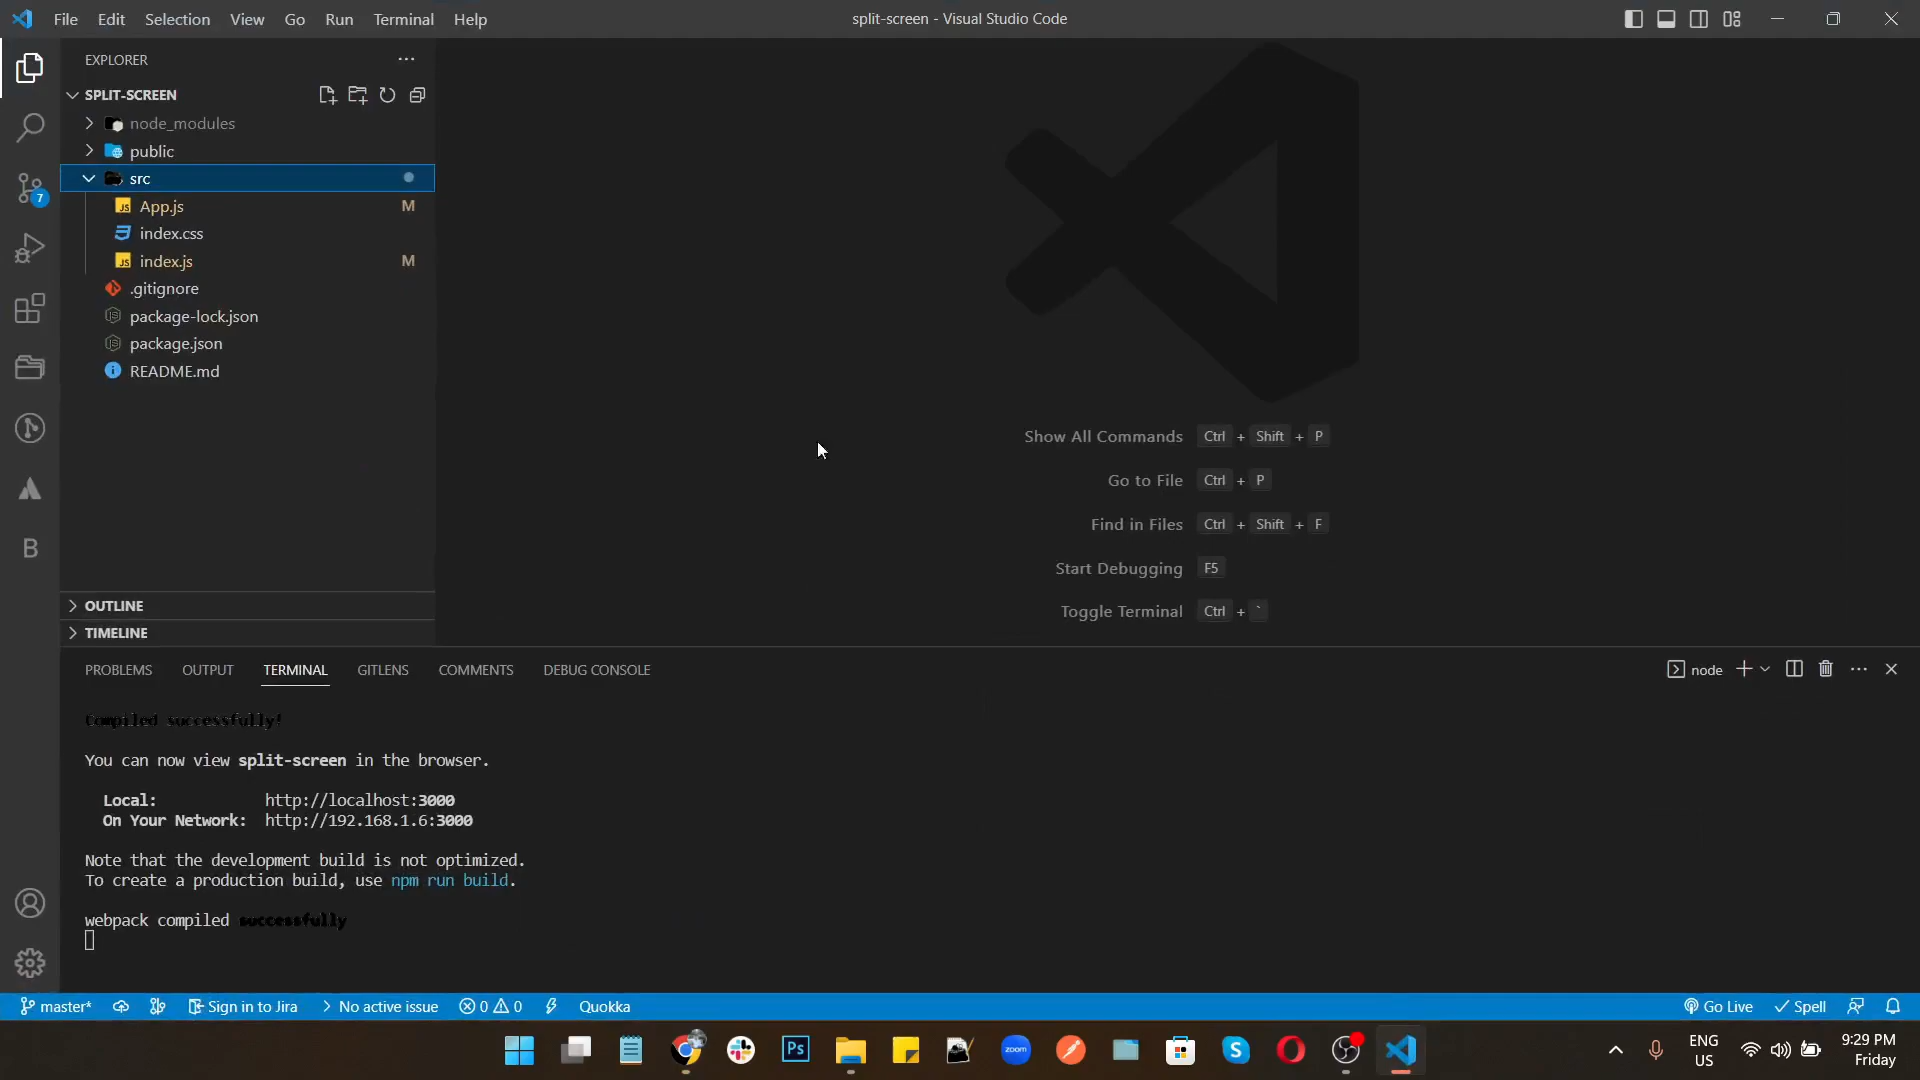 File Edit Selection View Go Run Terminal Help
split-screen - Visual Studio Code
EXPLORER
SPLIT-SCREEN
node_modules
public
src
App.js M
index.css
index.js M
.gitignore
package-lock.json
package.json
README.md
7
B
OUTLINE
TIMELINE
Show All Commands Ctrl + Shift + P
Go to File Ctrl + P
Find in Files Ctrl + Shift + F
Start Debugging F5
Toggle Terminal Ctrl + `
PROBLEMS OUTPUT TERMINAL GITLENS COMMENTS DEBUG CONSOLE
node
Compiled successfully!
You can now view split-screen in the browser.
Local: http://localhost:3000
On Your Network: http://192.168.1.6:3000
Note that the development build is not optimized.
To create a production build, use npm run build.
webpack compiled successfully
master* Sign in to Jira No active issue 0 0 Quokka
Go Live Spell
Ps
zoom
S
ENG
US
9:29 PM
Friday